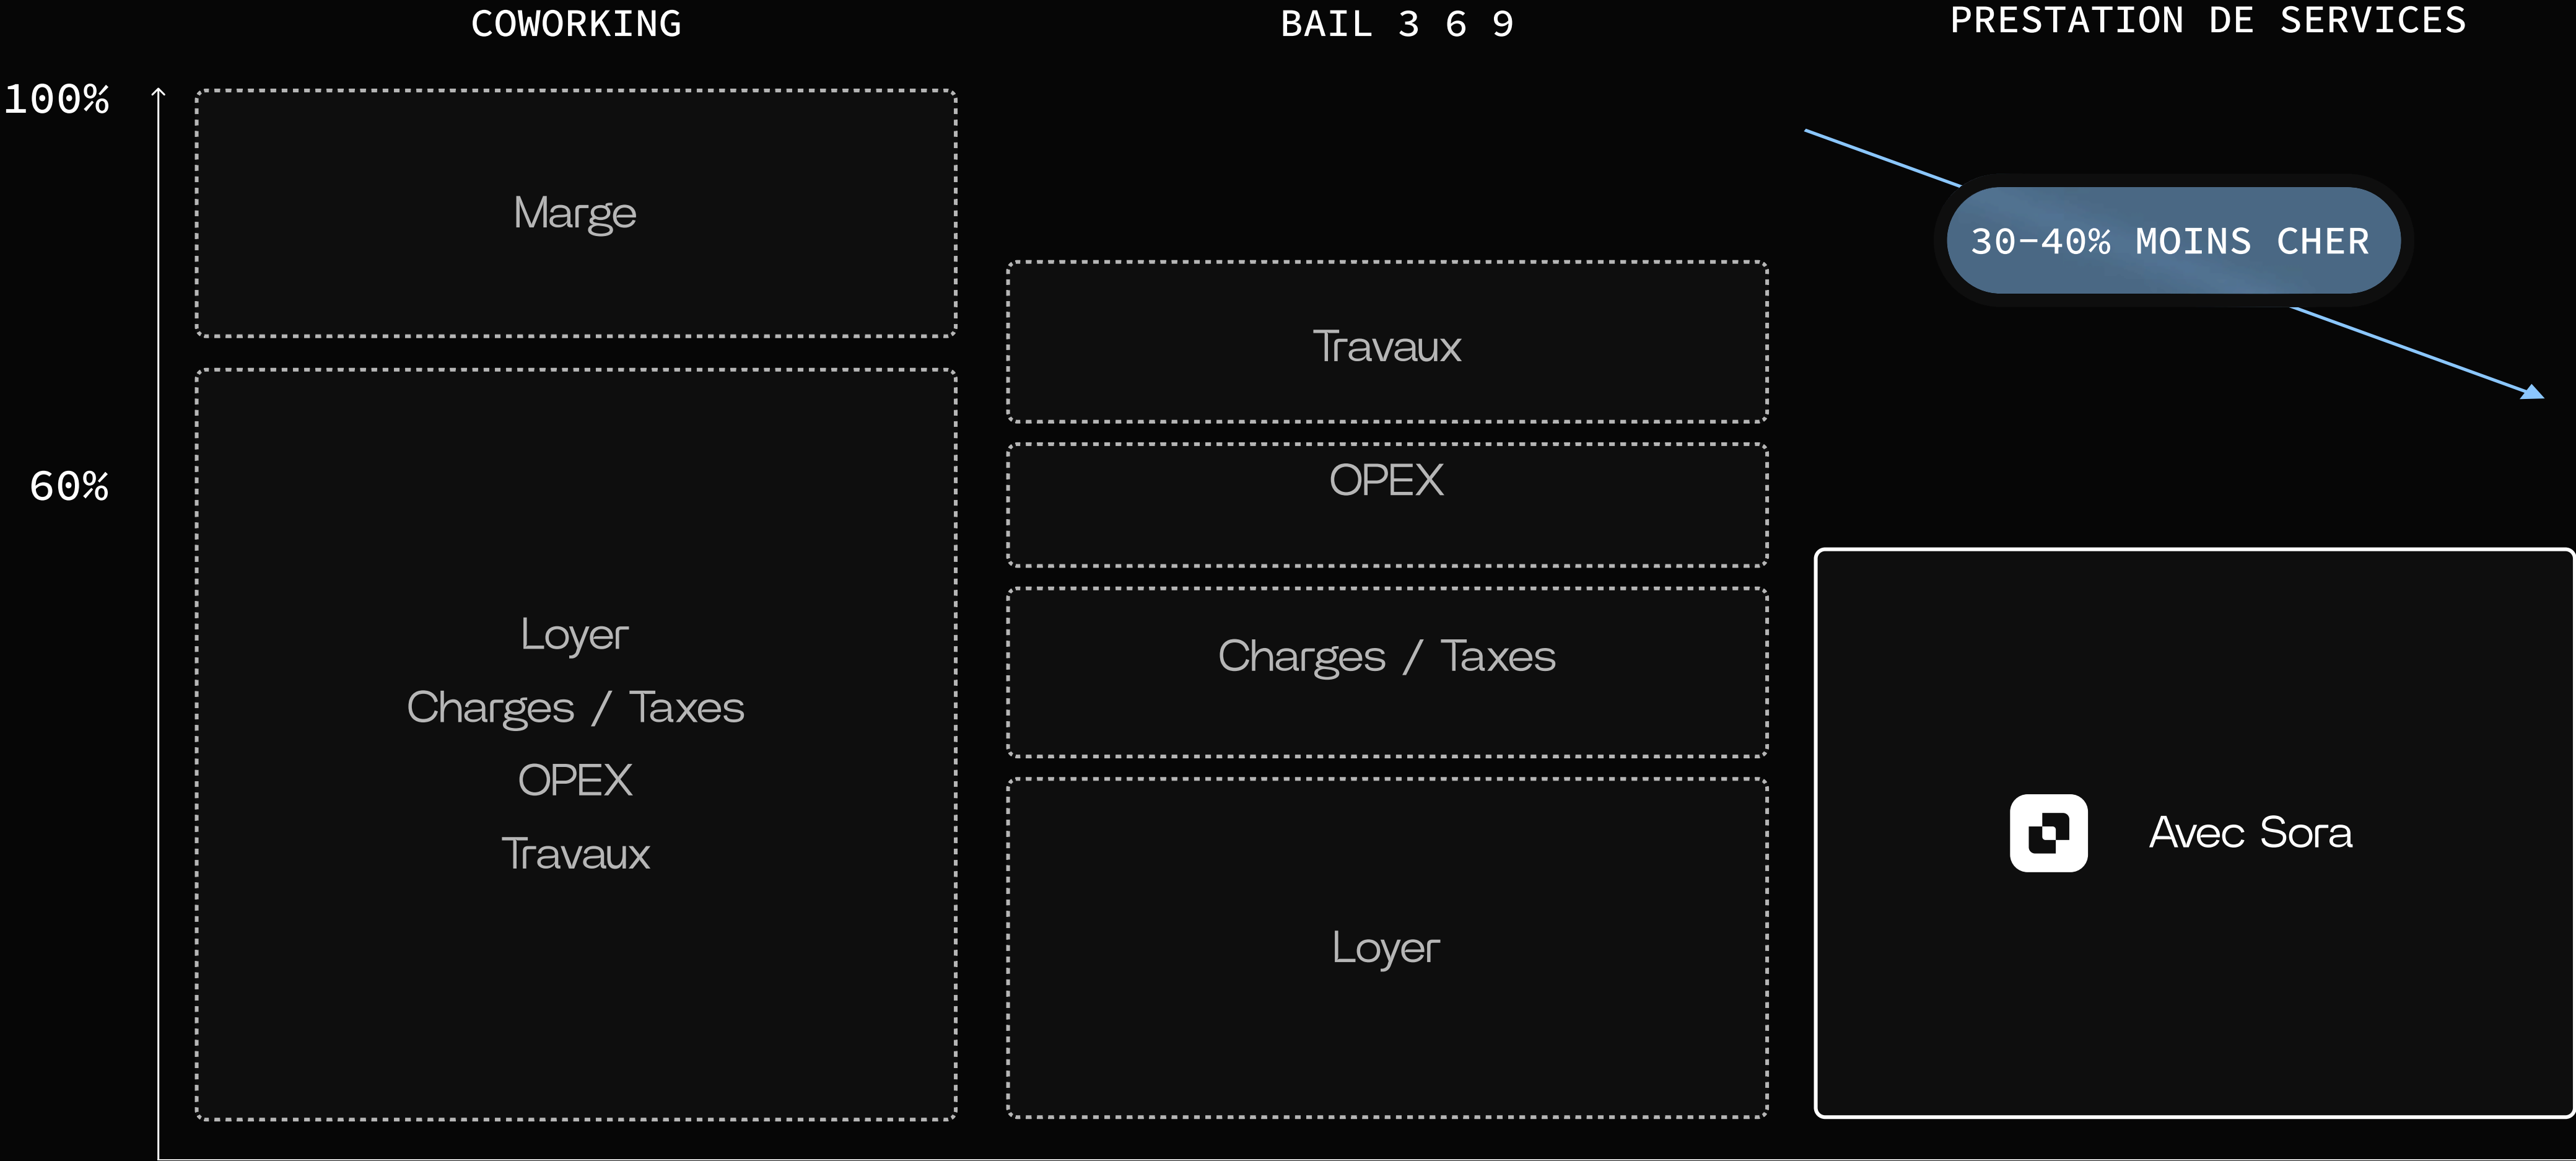 COWORKING
BAIL 3 6 9
PRESTATION DE SERVICES
100%
60%
Marge
Loyer
Charges / Taxes
OPEX
Travaux
Travaux
OPEX
Charges / Taxes
Loyer
30-40% MOINS CHER
Avec Sora